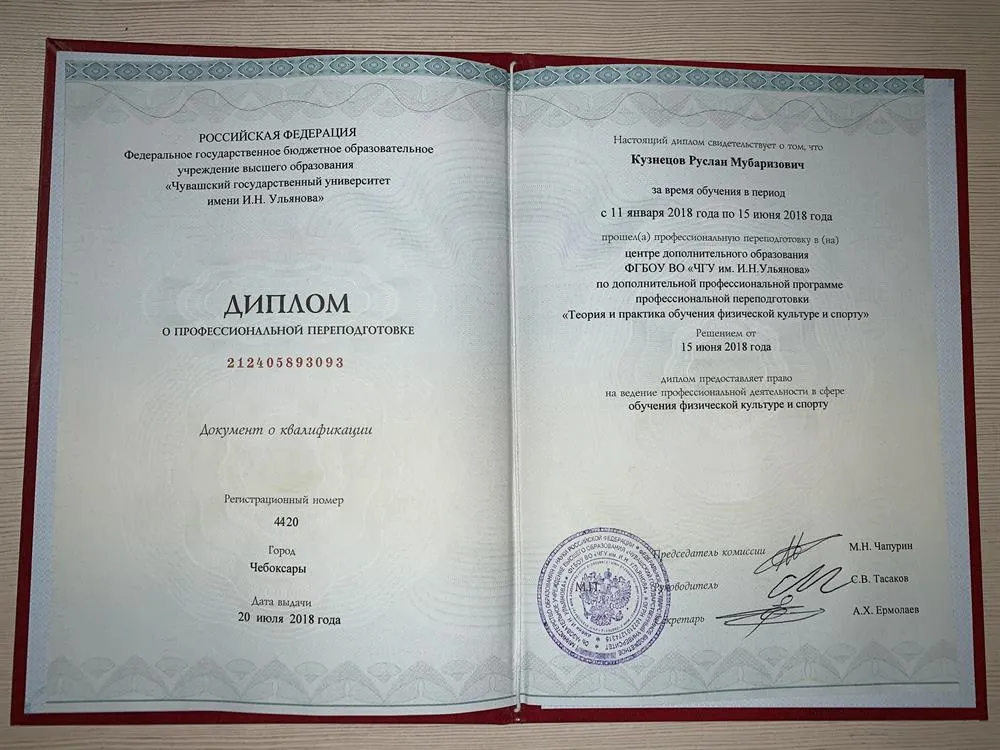 РОССИЙСКАЯ ФЕДЕРАЦИЯ
Федеральное государственное бюджетное образовательное
учреждение высшего образования
«Чувашский государственный университет
имени И.Н. Ульянова»
ДИПЛОМ
О ПРОФЕССИОНАЛЬНОЙ ПЕРЕПОДГОТОВКЕ
212405893093
Документ о квалификации
Регистрационный номер
4420
Город
Чебоксары
Дата выдачи
20 июля 2018 года
Настоящий диплом свидетельствует о том, что
Кузнецов Руслан Мубаризович
за время обучения в период
с 11 января 2018 года по 15 июня 2018 года
прошел(а) профессиональную переподготовку в (на)
центре дополнительного образования
ФГБОУ ВО «ЧГУ им. И.Н.Ульянова»
по дополнительной профессиональной программе
профессиональной переподготовки
«Теория и практика обучения физической культуре и спорту»
Решением от
15 июня 2018 года
диплом предоставляет право
на ведение профессиональной деятельности в сфере
обучения физической культуре и спорту
Председатель комиссии
М.Н. Чапурин
М.П.
Руководитель
С.В. Тасаков
Секретарь
А.Х. Ермолаев